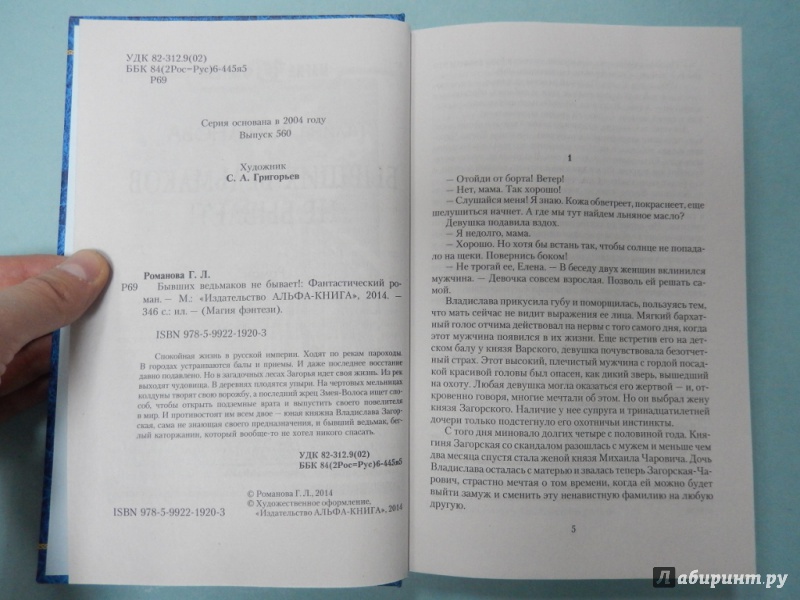 УДК 82-312.9(02)
ББК 84(2Рос=Рус)6-445я5
Р69
Серия основана в 2004 году
Выпуск 560
Художник
С. А. Григорьев
Романова Г. Л.
Р69 Бывших ведьмаков не бывает!: Фантастический ро-
ман. — М.: «Издательство АЛЬФА-КНИГА», 2014. —
346 с.: ил. — (Магия фэнтези).
ISBN 978-5-9922-1920-3
Спокойная жизнь в русской империи. Ходят по рекам пароходы.
В городах устраиваются балы и приемы. И даже последнее восстание
давно подавлено. Но в загадочных лесах Загорья идет своя жизнь. Из рек
выходят чудовища. В деревнях плодятся упыри. На чертовых мельницах
колдуны творят свою ворожбу, а последний жрец Змея-Волоса ищет спо-
соб, чтобы открыть подземные врата и выпустить своего повелителя
в мир. И противостоят им всем двое — юная княжна Владислава Загор-
ская, сама не знающая своего предназначения, и бывший ведьмак, бег-
лый каторжанин, который вообще-то не хотел никого спасать.
УДК 82-312.9(02)
ББК 84(2Рос=Рус)6-445я5
© Романова Г. Л., 2014
© Художественное оформление,
«Издательство АЛЬФА-КНИГА», 2014
ISBN 978-5-9922-1920-3
1
— Отойди от борта! Ветер!
— Нет, мама. Так хорошо!
— Слушайся меня! Я знаю. Кожа обветреет, покраснеет, еще
шелушиться начнет. А где мы тут найдем льняное масло?
Девушка подавила вздох.
— Я недолго, мама.
— Хорошо. Но хотя бы встань так, чтобы солнце не попада-
ло на щеки. Повернись боком!
— Не трогай ее, Елена. — В беседу двух женщин вклинился
мужчина. — Девочка совсем взрослая. Позволь ей решать са-
мой.
Владислава прикусила губу и поморщилась, пользуясь тем,
что мать сейчас не видит выражения ее лица. Мягкий бархат-
ный голос отчима действовал на нервы с того самого дня, когда
этот мужчина появился в их жизни. Еще встретив его на дет-
ском балу у князя Варского, девушка почувствовала безотчет-
ный страх. Этот высокий, плечистый мужчина с гордой посад-
кой красивой головы был опасен, как дикий зверь, вышедший
на охоту. Любая девушка могла оказаться его жертвой — и, от-
кровенно говоря, многие мечтали об этом. Но он выбрал жену
князя Загорского. Наличие у нее супруга и тринадцатилетней
дочери только подстегнуло его охотничьи инстинкты.
С того дня миновало долгих четыре с половиной года. Кня-
гиня Загорская со скандалом разошлась с мужем и меньше чем
два месяца спустя стала женой князя Михаила Чаровича. Дочь
Владислава осталась с матерью и звалась теперь Загорская-Ча-
рович, страстно мечтая о том времени, когда ей можно будет
выйти замуж и сменить эту ненавистную фамилию на любую
другую.
5
Лабиринт.ру